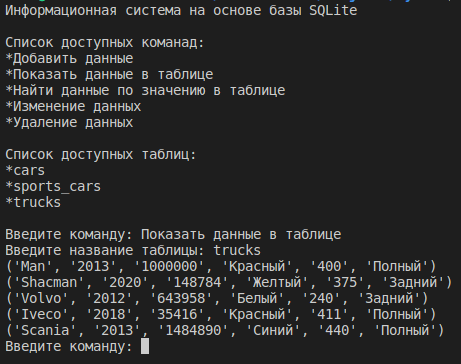 Информационная система на основе базы SQLite
Список доступных команад:
*Добавить данные
*Показать данные в таблице
*Найти данные по значению в таблице
*Изменение данных
*Удаление данных
Список доступных таблиц:
*cars
*sports_cars
*trucks
Введите команду: Показать данные в таблице
Введите название таблицы: trucks
('Man', '2013', '1000000', 'Красный', '400', 'Полный')
('Shacman', '2020', '148784', 'Желтый', '375', 'Задний')
('Volvo', '2012', '643958', 'Белый', '240', 'Задний')
('Iveco', '2018', '35416', 'Красный', '411', 'Полный')
('Scania', '2013', '1484890', 'Синий', '440', 'Полный')
Введите команду: